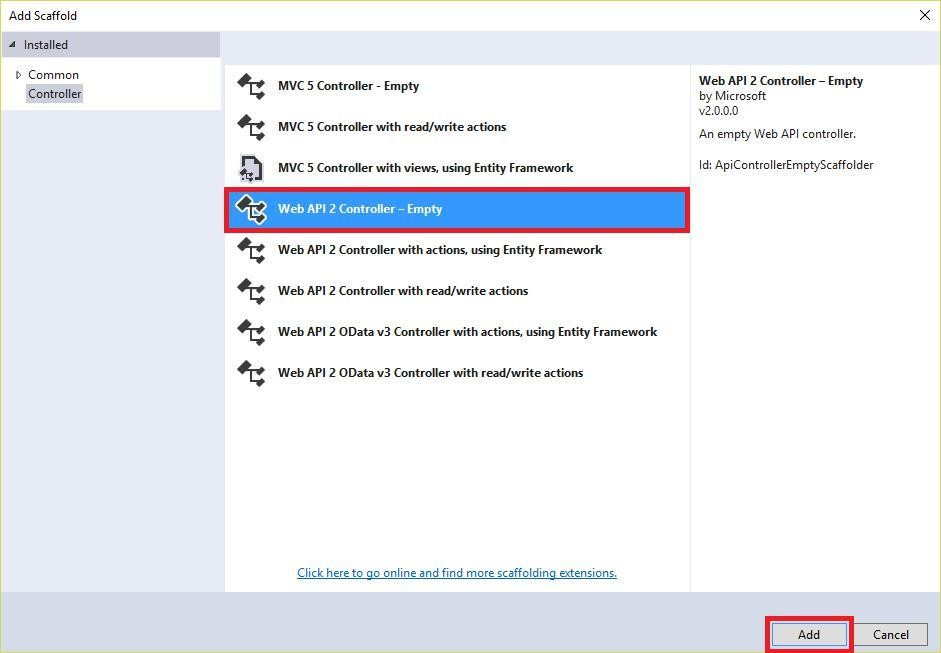 Add Scaffold
Installed
Common
Controller
MVC 5 Controller - Empty
MVC 5 Controller with read/write actions
MVC 5 Controller with views, using Entity Framework
Web API 2 Controller – Empty
Web API 2 Controller with actions, using Entity Framework
Web API 2 Controller with read/write actions
Web API 2 OData v3 Controller with actions, using Entity Framework
Web API 2 OData v3 Controller with read/write actions
Click here to go online and find more scaffolding extensions.
Web API 2 Controller – Empty
by Microsoft
v2.0.0.0
An empty Web API controller.
Id: ApiControllerEmptyScaffolder
Add
Cancel